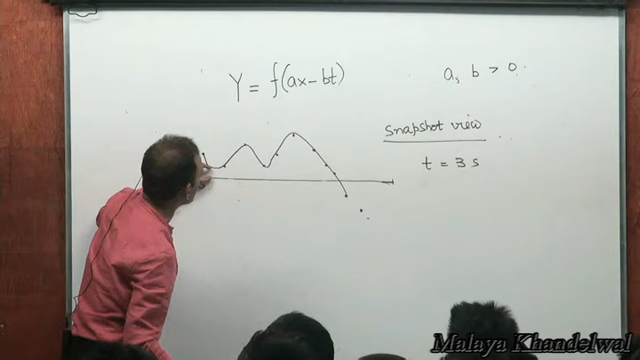 Y = f(ax - bt)
a, b > 0
Snapshot view
t = 3 s
Malaya Khandelwal